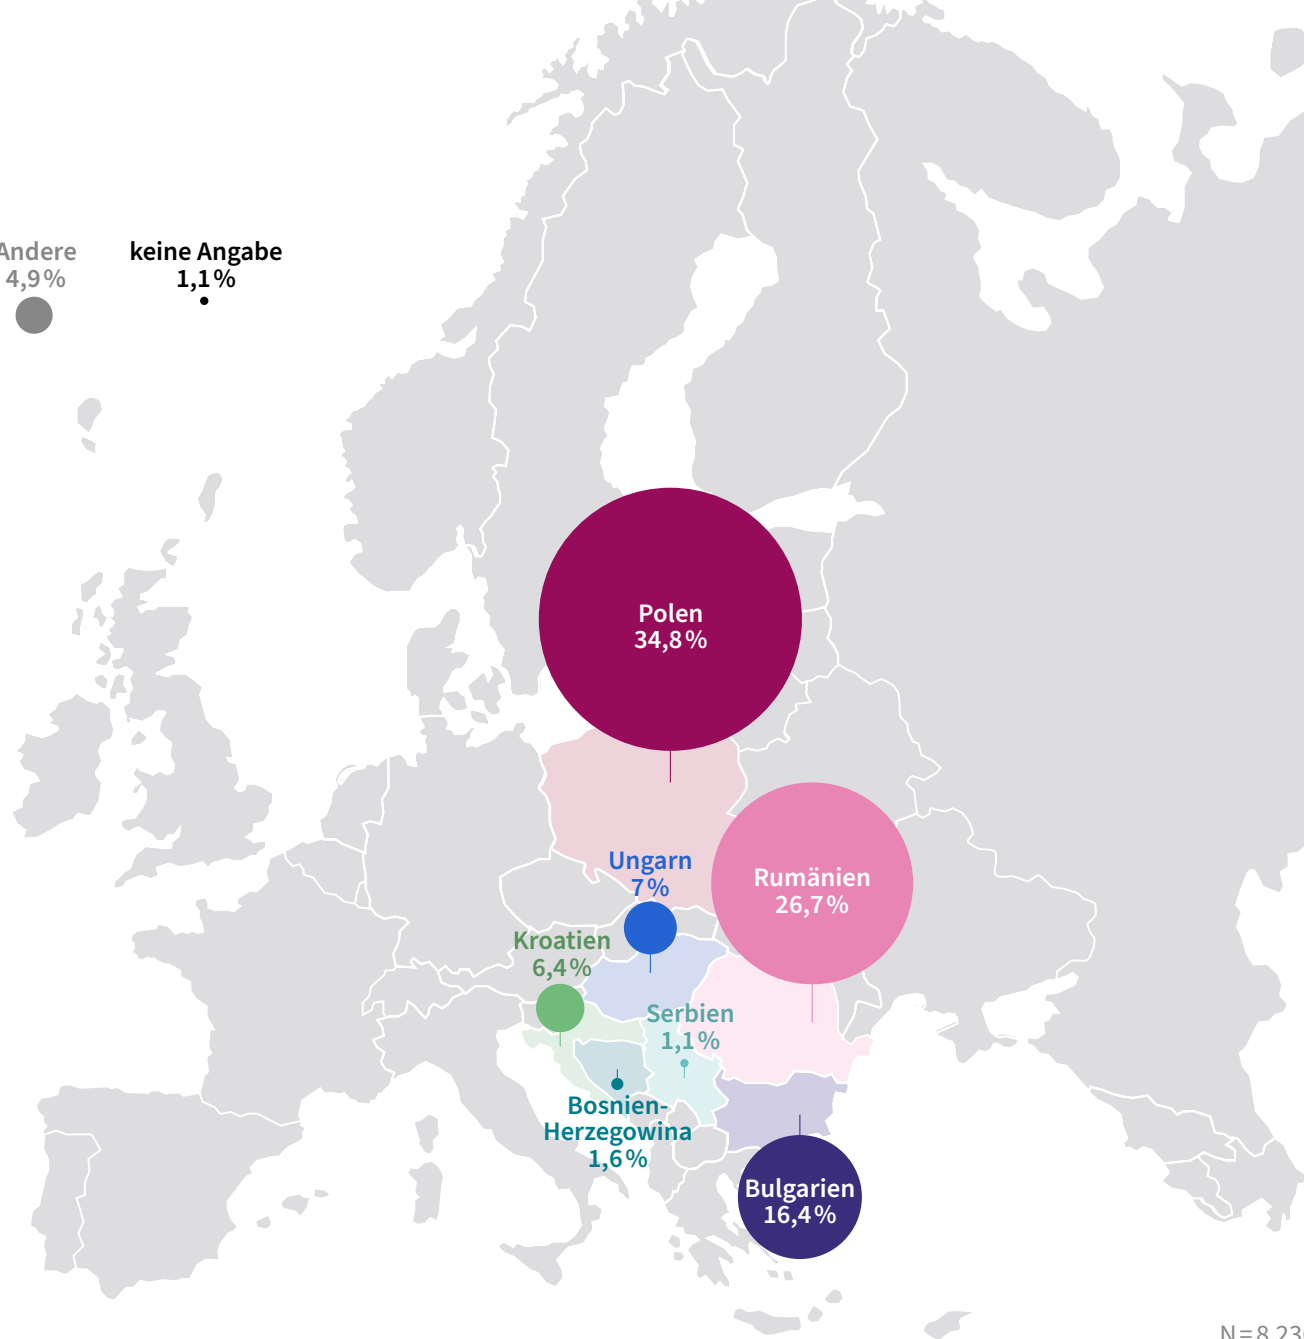 Andere
4,9 %
keine Angabe
1,1 %
Polen
34,8 %
Ungarn
7 %
Rumänien
26,7 %
Kroatien
6,4 %
Serbien
1,1 %
Bosnien-
Herzegowina
1,6 %
Bulgarien
16,4 %